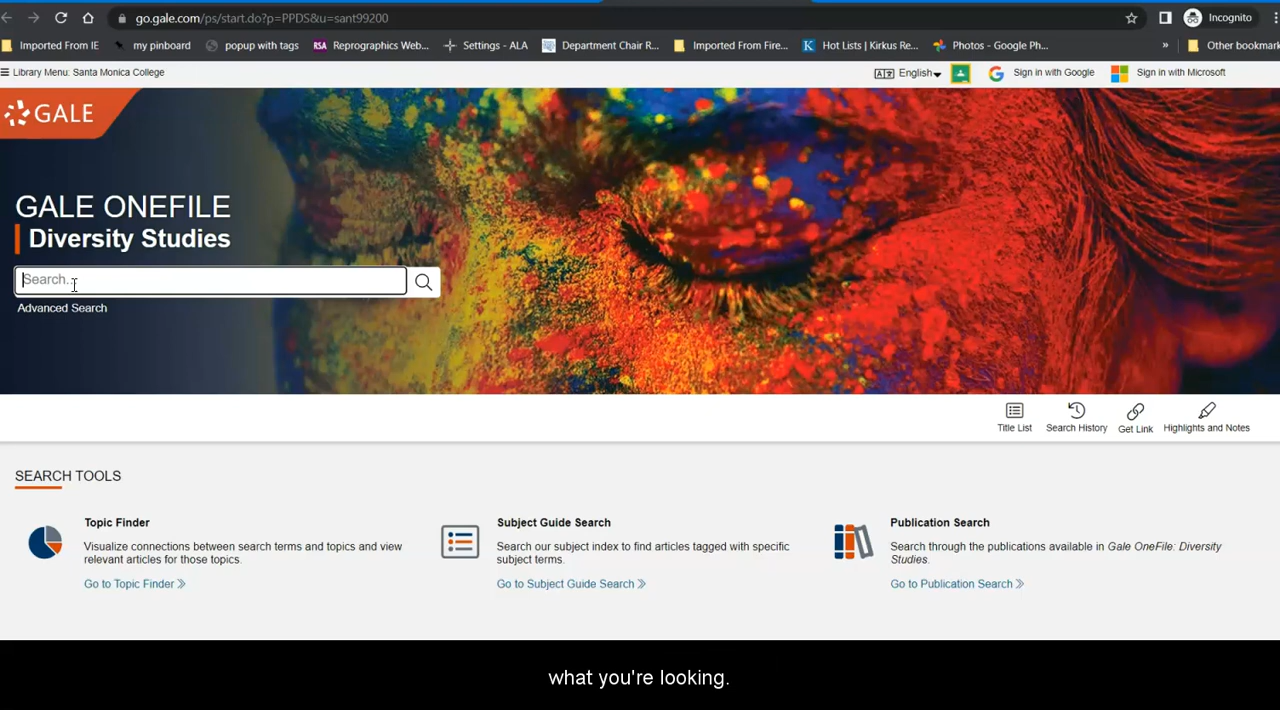 go.gale.com/ps/start.do?p=PPDS&u=sant99200
Incognito
Imported From IE
my pinboard
popup with tags
RSA Reprographics Web...
Settings - ALA
Department Chair R...
Imported From Fire...
K Hot Lists | Kirkus Re...
Photos - Google Ph...
»
Other bookmark
Library Menu: Santa Monica College
English
Sign in with Google
Sign in with Microsoft
GALE
GALE ONEFILE
Diversity Studies
Search...
Advanced Search
Title List
Search History
Get Link
Highlights and Notes
SEARCH TOOLS
Topic Finder
Visualize connections between search terms and topics and view
relevant articles for those topics.
Go to Topic Finder
Subject Guide Search
Search our subject index to find articles tagged with specific
subject terms.
Go to Subject Guide Search
Publication Search
Search through the publications available in Gale OneFile: Diversity
Studies.
Go to Publication Search
what you're looking.